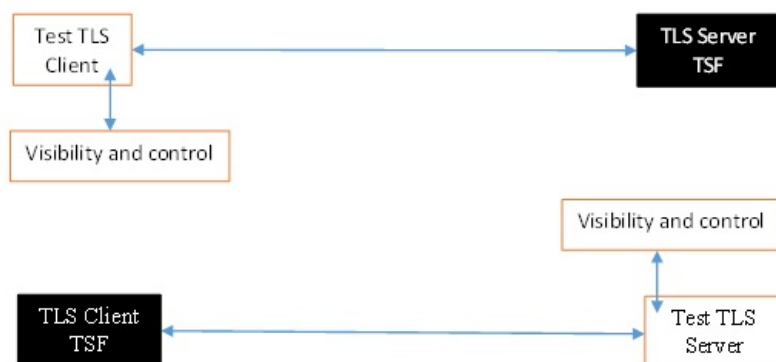 Test TLS
Client
TLS Server
TSF
Visibility and control
Visibility and control
TLS Client
TSF
Test TLS
Server